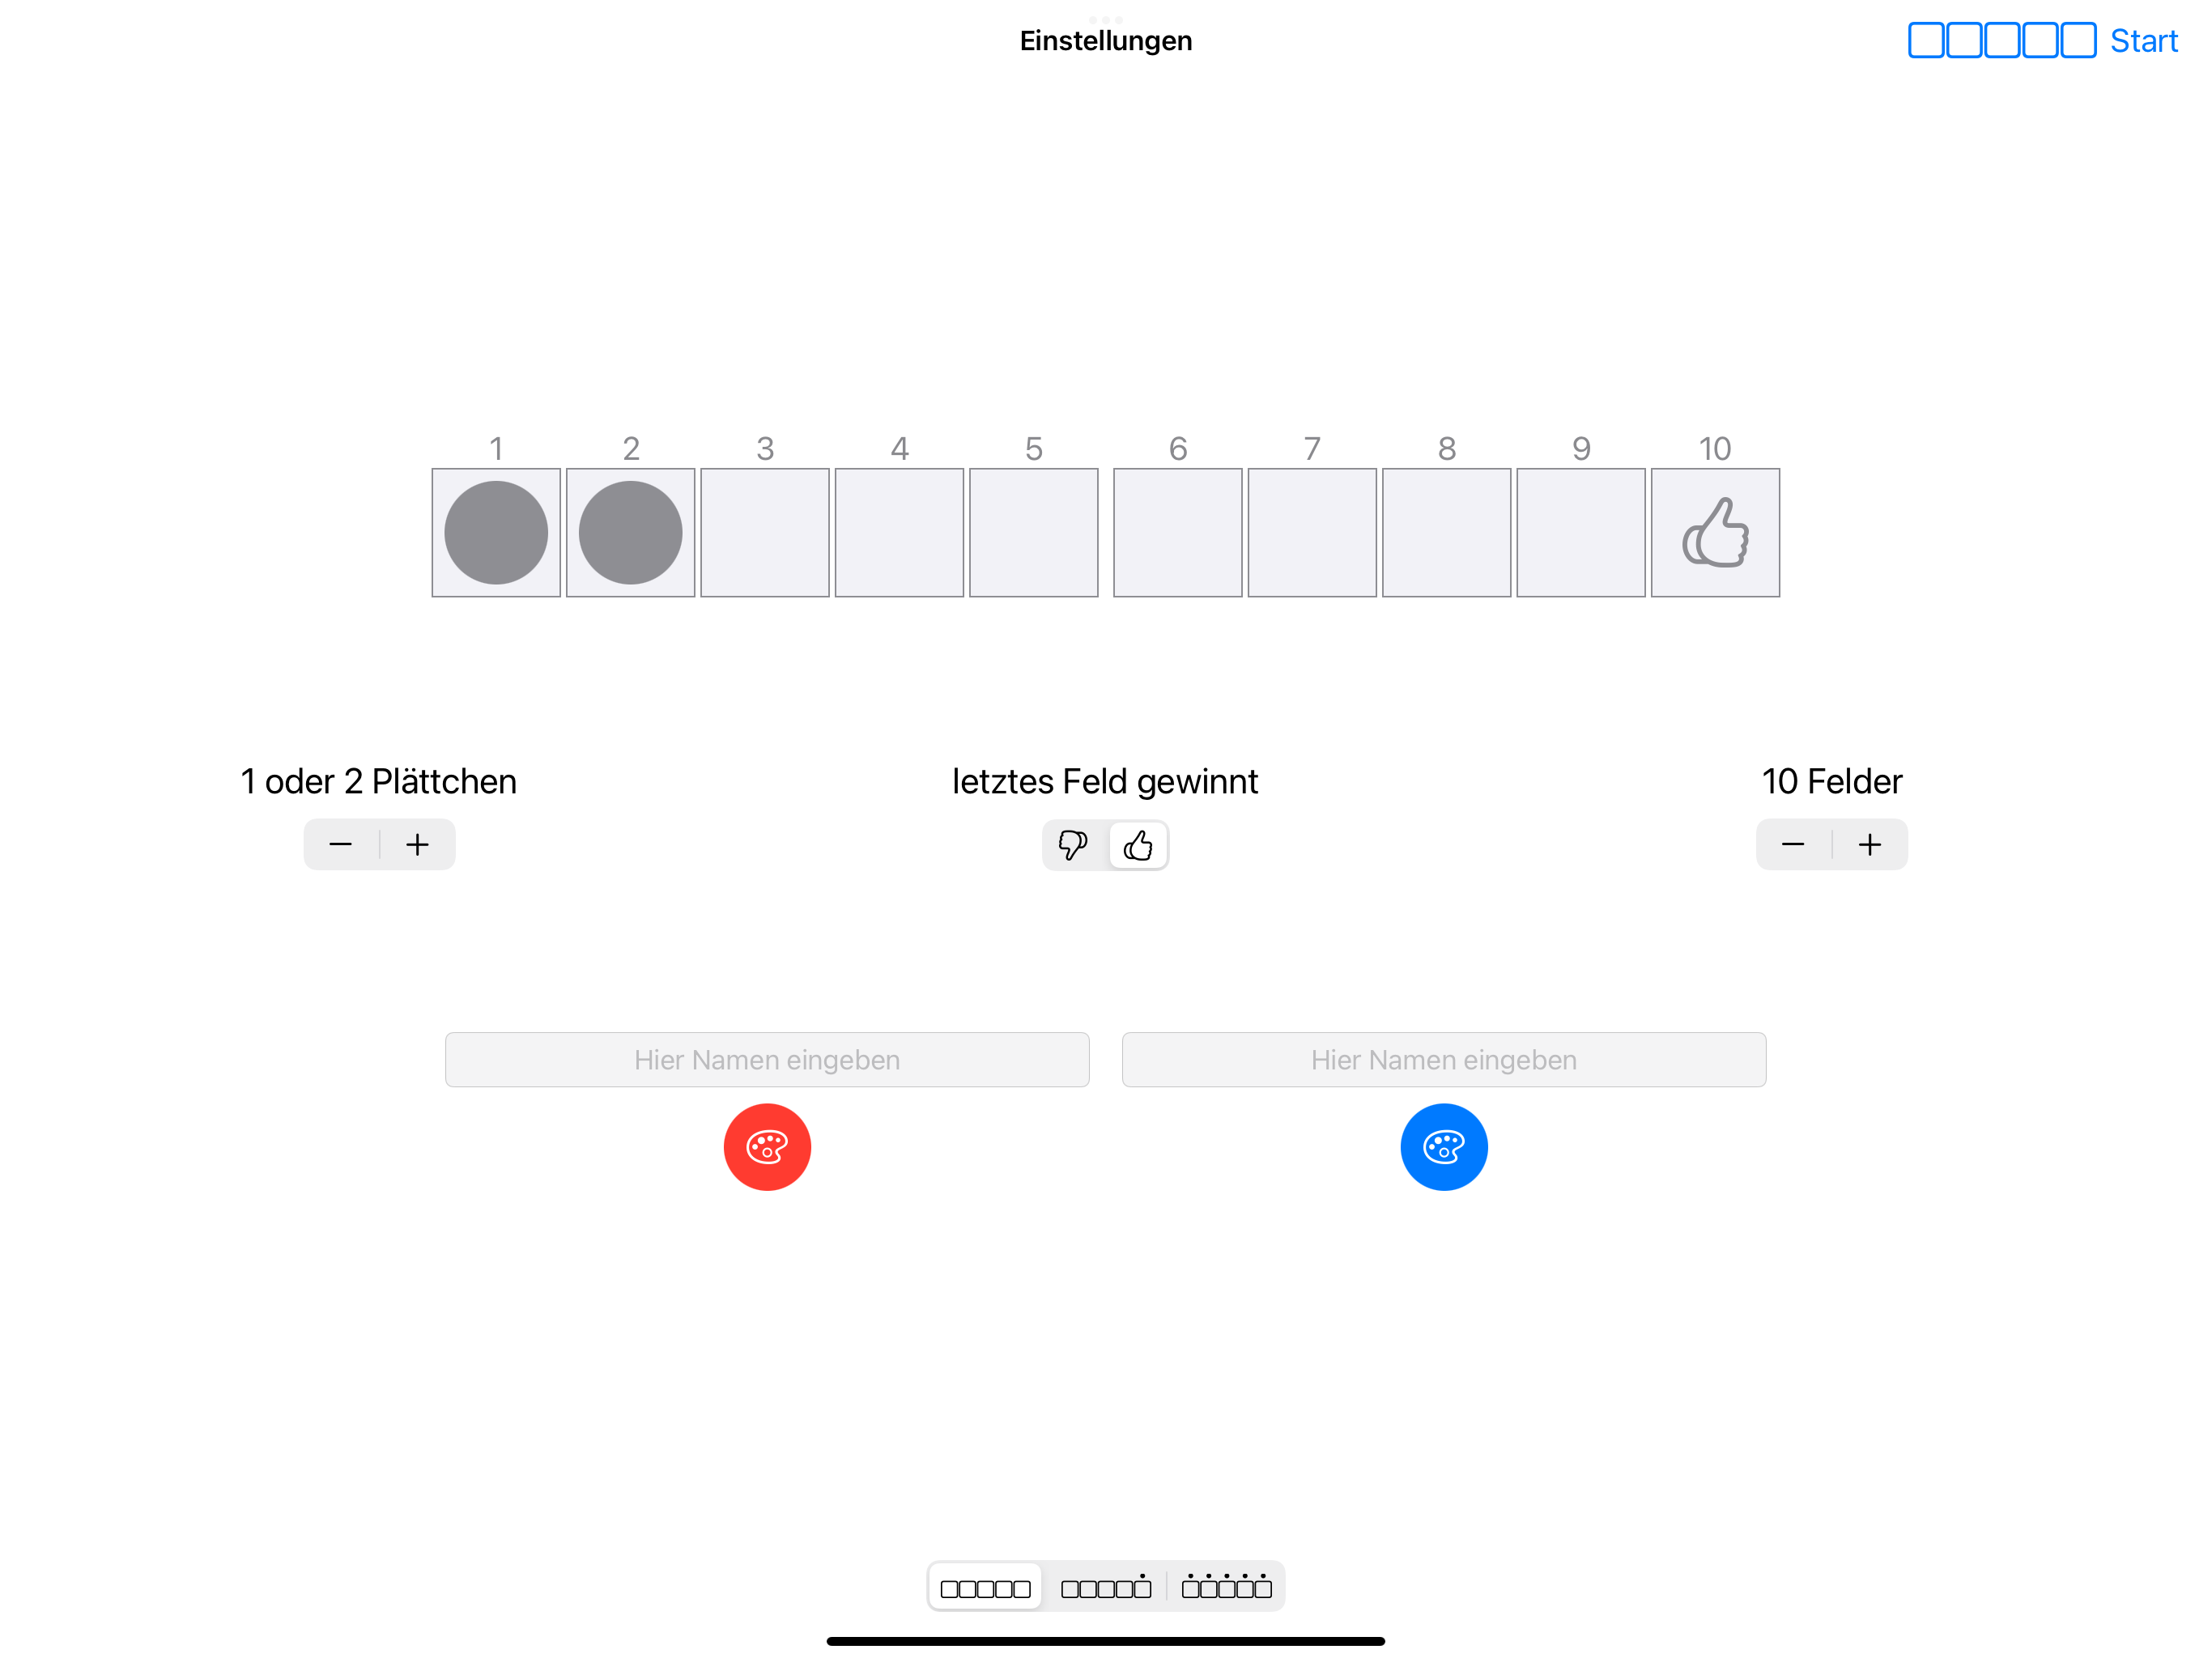 Einstellungen
Start
1 2 3 4 5 6 7 8 9 10
1 oder 2 Plättchen
letztes Feld gewinnt
10 Felder
Hier Namen eingeben
Hier Namen eingeben